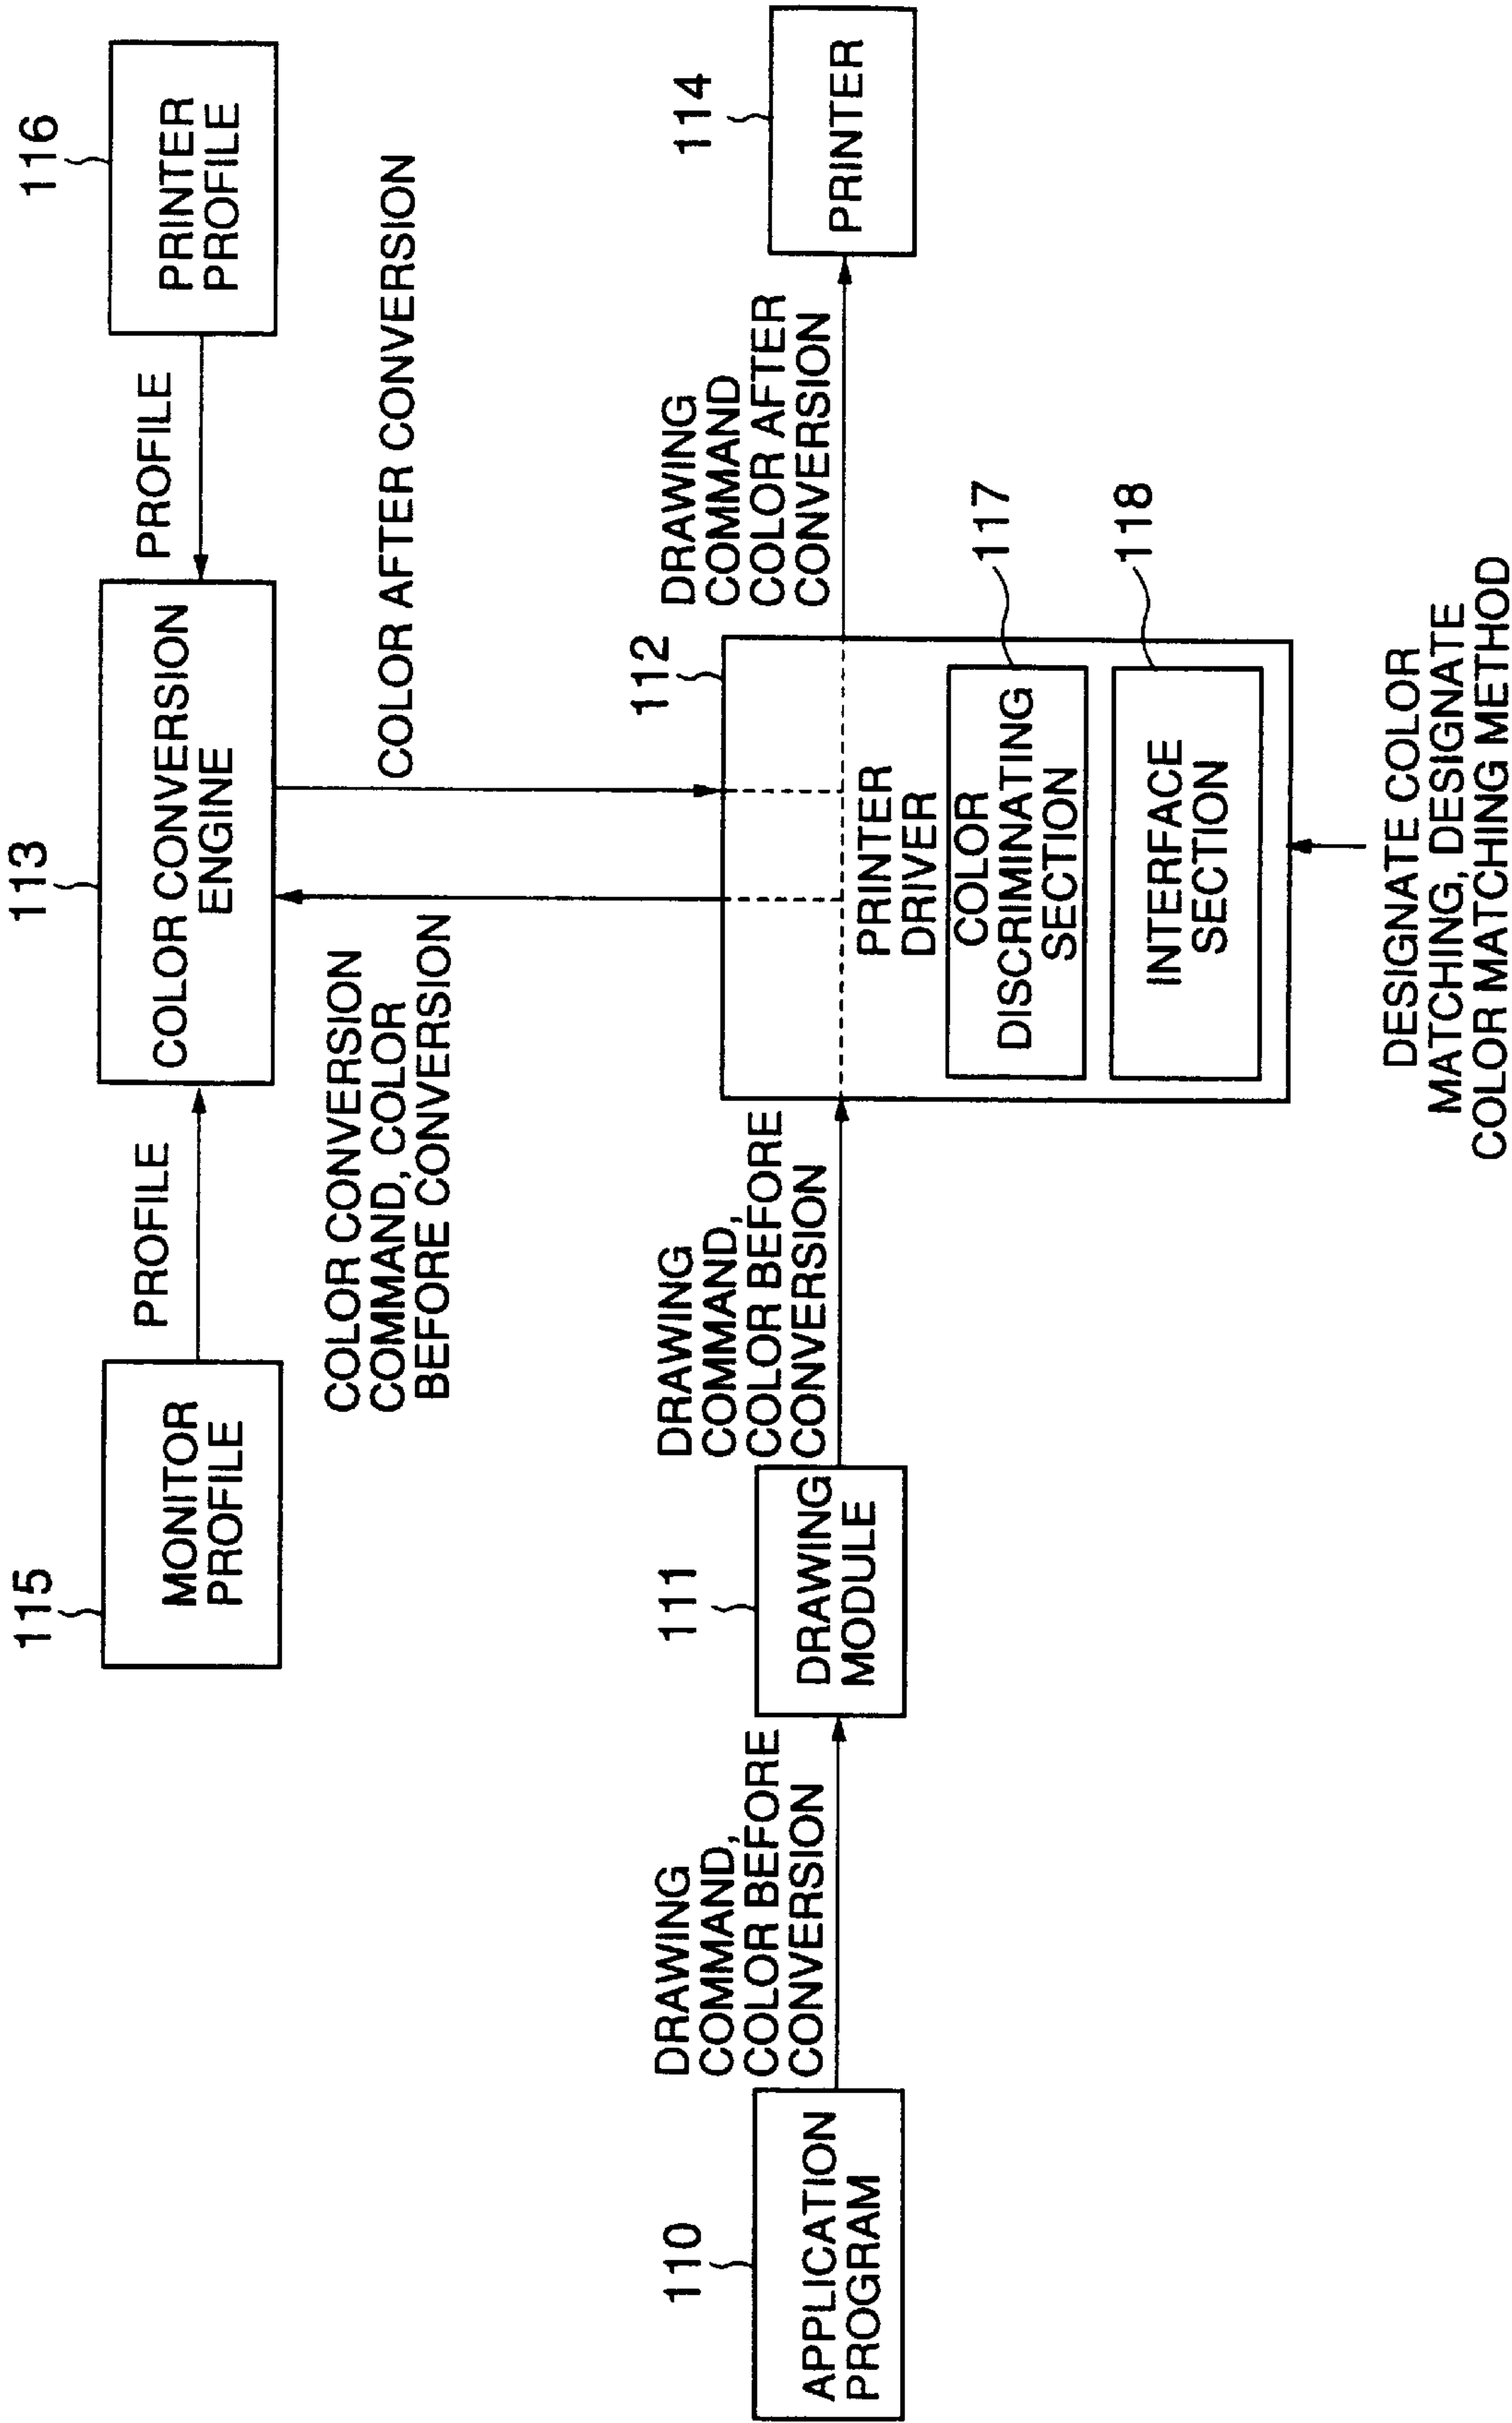 115
MONITOR
PROFILE
PROFILE
113
COLOR CONVERSION
ENGINE
PROFILE
116
PRINTER
PROFILE
COLOR CONVERSION
COMMAND, COLOR
BEFORE CONVERSION
COLOR AFTER CONVERSION
110
APPLICATION
PROGRAM
DRAWING
COMMAND,
COLOR BEFORE
CONVERSION
111
DRAWING
MODULE
DRAWING
COMMAND,
COLOR BEFORE
CONVERSION
112
PRINTER
DRIVER
COLOR
DISCRIMINATING
SECTION
117
INTERFACE
SECTION
118
DRAWING
COMMAND
COLOR AFTER
CONVERSION
114
PRINTER
DESIGNATE COLOR
MATCHING, DESIGNATE
COLOR MATCHING METHOD